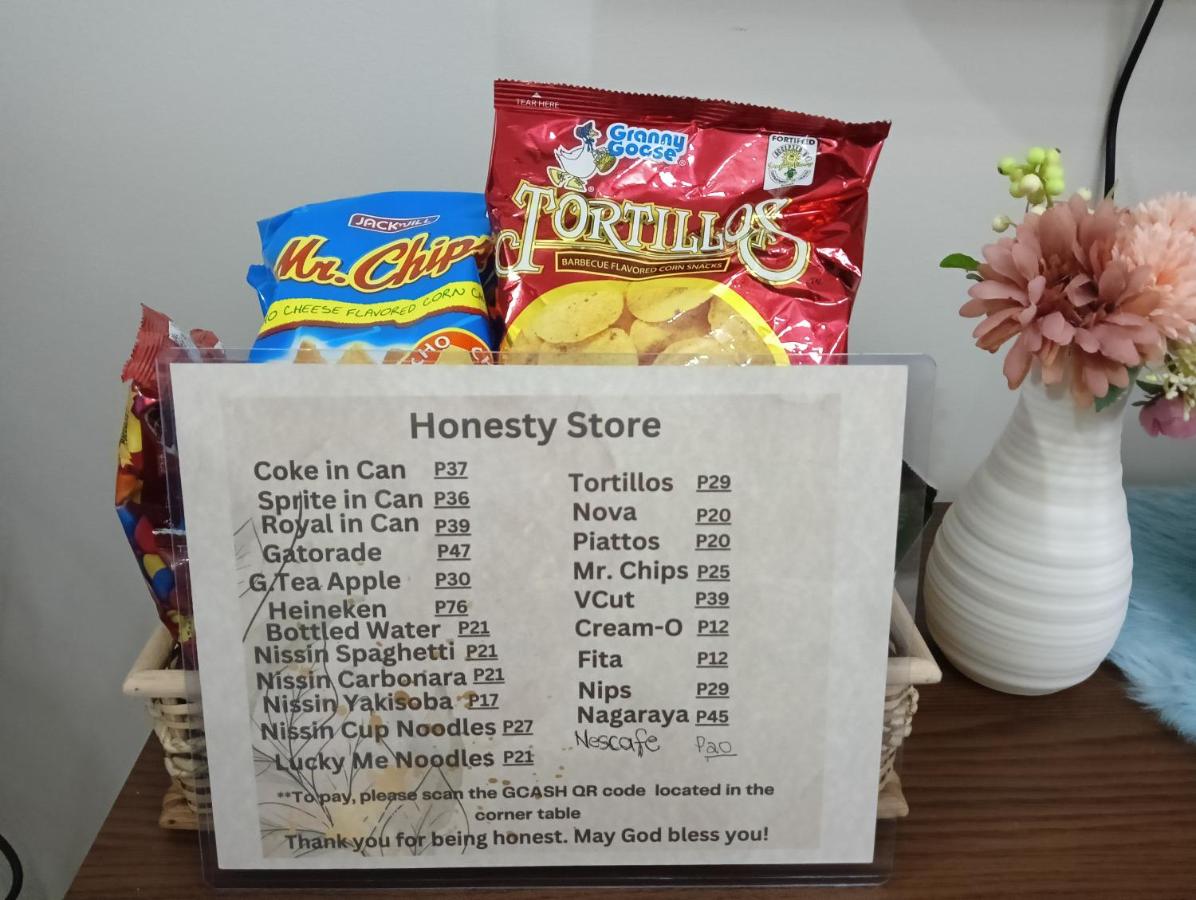 TEAR HERE
Granny
Goose
FORTIFIED
TORTILLOS
BARBECUE FLAVORED CORN SNACKS
JACK
Mr. Chips
O CHEESE FLAVORED CORN
Honesty Store
Coke in Can P37
Sprite in Can P36
Royal in Can P39
Gatorade P47
G.Tea Apple P30
Heineken P76
Bottled Water P21
Nissin Spaghetti P21
Nissin Carbonara P21
Nissin Yakisoba P17
Nissin Cup Noodles P27
Lucky Me Noodles P21
Tortillos P29
Nova P20
Piattos P20
Mr. Chips P25
VCut P39
Cream-O P12
Fita P12
Nips P29
Nagaraya P45
Nescafe
**To pay, please scan the GCASH QR code located in the
corner table
Thank you for being honest. May God bless you!